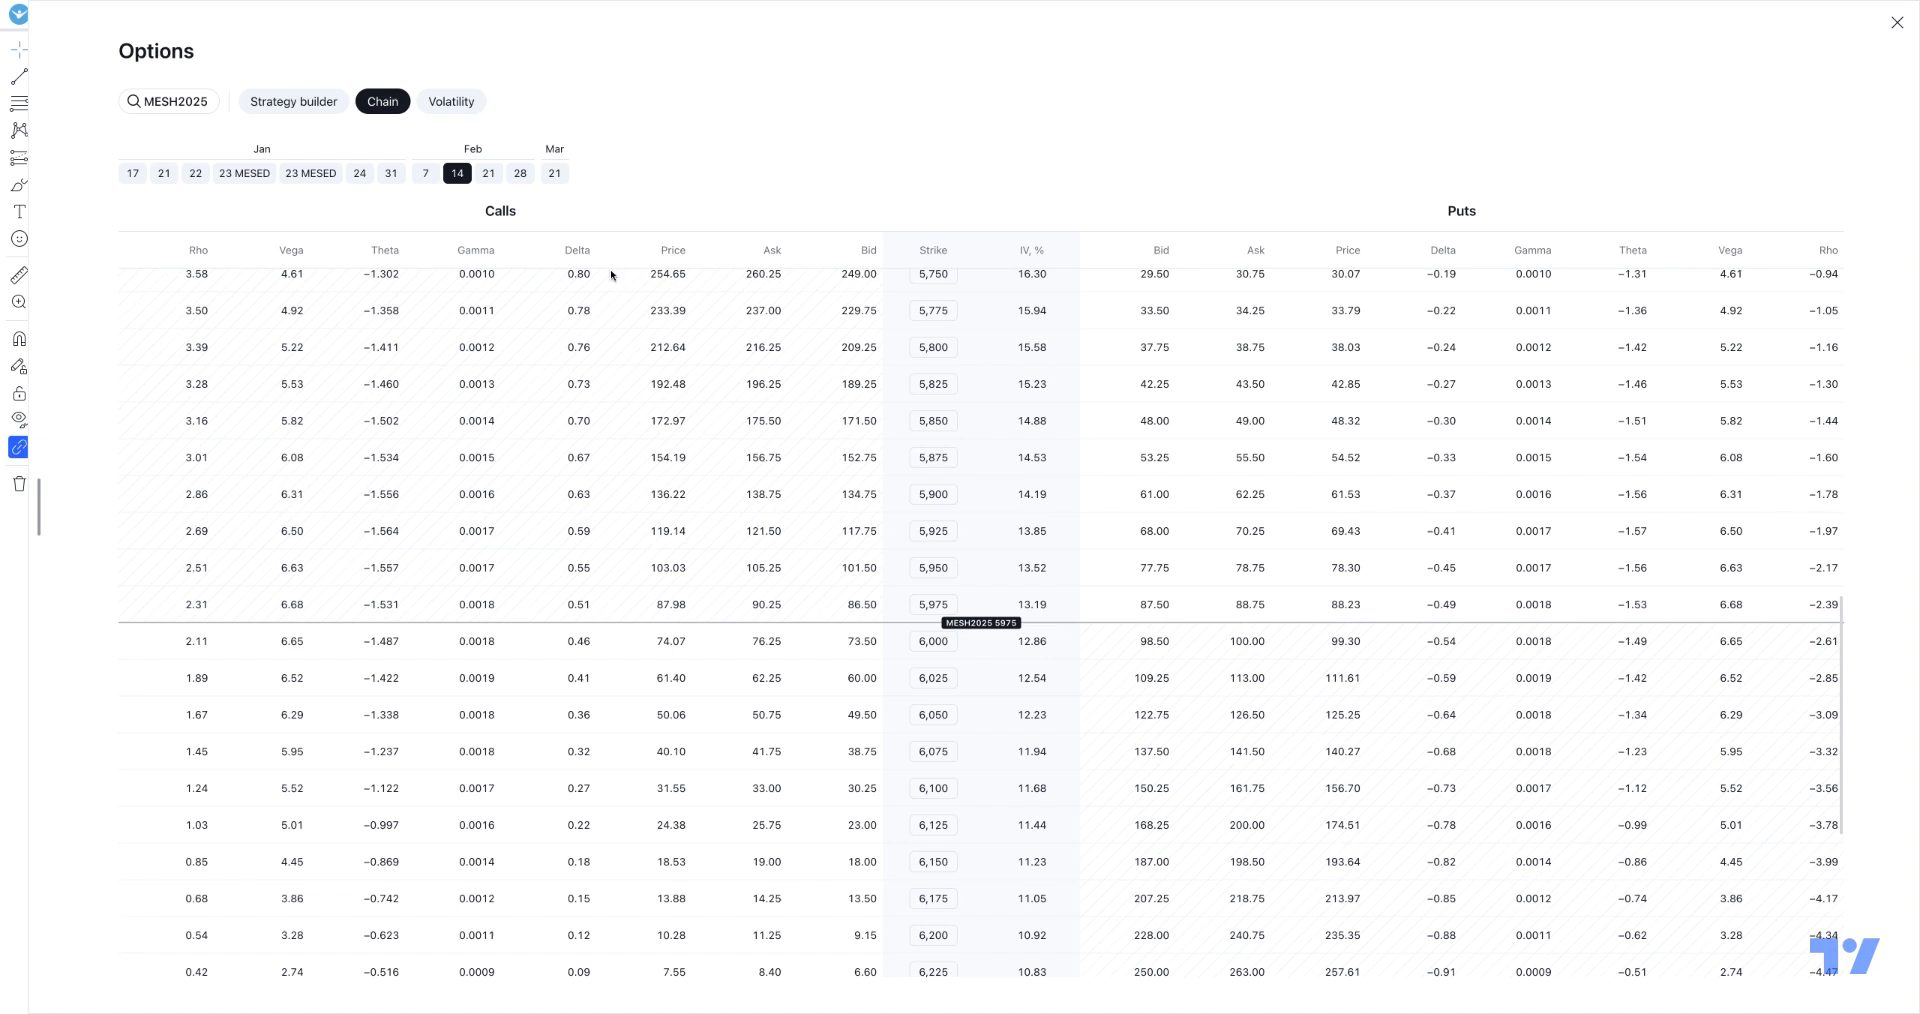 Options
MESH2025 Strategy builder Chain Volatility
Jan Feb Mar
17 21 22 23 MESED 23 MESED 24 31 7 14 21 28 21
Calls Puts
Rho Vega Theta Gamma Delta Price Ask Bid Strike IV, % Bid Ask Price Delta Gamma Theta Vega Rho
3.58 4.61 −1.302 0.0010 0.80 254.65 260.25 249.00 5,750 16.30 29.50 30.75 30.07 −0.19 0.0010 −1.31 4.61 −0.94
3.50 4.92 −1.358 0.0011 0.78 233.39 237.00 229.75 5,775 15.94 33.50 34.25 33.79 −0.22 0.0011 −1.36 4.92 −1.05
3.39 5.22 −1.411 0.0012 0.76 212.64 216.25 209.25 5,800 15.58 37.75 38.75 38.03 −0.24 0.0012 −1.42 5.22 −1.16
3.28 5.53 −1.460 0.0013 0.73 192.48 196.25 189.25 5,825 15.23 42.25 43.50 42.85 −0.27 0.0013 −1.46 5.53 −1.30
3.16 5.82 −1.502 0.0014 0.70 172.97 175.50 171.50 5,850 14.88 48.00 49.00 48.32 −0.30 0.0014 −1.51 5.82 −1.44
3.01 6.08 −1.534 0.0015 0.67 154.19 156.75 152.75 5,875 14.53 53.25 55.50 54.52 −0.33 0.0015 −1.54 6.08 −1.60
2.86 6.31 −1.556 0.0016 0.63 136.22 138.75 134.75 5,900 14.19 61.00 62.25 61.53 −0.37 0.0016 −1.56 6.31 −1.78
2.69 6.50 −1.564 0.0017 0.59 119.14 121.50 117.75 5,925 13.85 68.00 70.25 69.43 −0.41 0.0017 −1.57 6.50 −1.97
2.51 6.63 −1.557 0.0017 0.55 103.03 105.25 101.50 5,950 13.52 77.75 78.75 78.30 −0.45 0.0017 −1.56 6.63 −2.17
2.31 6.68 −1.531 0.0018 0.51 87.98 90.25 86.50 5,975 13.19 87.50 88.75 88.23 −0.49 0.0018 −1.53 6.68 −2.39
MESH2025 5975
2.11 6.65 −1.487 0.0018 0.46 74.07 76.25 73.50 6,000 12.86 98.50 100.00 99.30 −0.54 0.0018 −1.49 6.65 −2.61
1.89 6.52 −1.422 0.0019 0.41 61.40 62.25 60.00 6,025 12.54 109.25 113.00 111.61 −0.59 0.0019 −1.42 6.52 −2.85
1.67 6.29 −1.338 0.0018 0.36 50.06 50.75 49.50 6,050 12.23 122.75 126.50 125.25 −0.64 0.0018 −1.34 6.29 −3.09
1.45 5.95 −1.237 0.0018 0.32 40.10 41.75 38.75 6,075 11.94 137.50 141.50 140.27 −0.68 0.0018 −1.23 5.95 −3.32
1.24 5.52 −1.122 0.0017 0.27 31.55 33.00 30.25 6,100 11.68 150.25 161.75 156.70 −0.73 0.0017 −1.12 5.52 −3.56
1.03 5.01 −0.997 0.0016 0.22 24.38 25.75 23.00 6,125 11.44 168.25 200.00 174.51 −0.78 0.0016 −0.99 5.01 −3.78
0.85 4.45 −0.869 0.0014 0.18 18.53 19.00 18.00 6,150 11.23 187.00 198.50 193.64 −0.82 0.0014 −0.86 4.45 −3.99
0.68 3.86 −0.742 0.0012 0.15 13.88 14.25 13.50 6,175 11.05 207.25 218.75 213.97 −0.85 0.0012 −0.74 3.86 −4.17
0.54 3.28 −0.623 0.0011 0.12 10.28 11.25 9.15 6,200 10.92 228.00 240.75 235.35 −0.88 0.0011 −0.62 3.28 −4.34
0.42 2.74 −0.516 0.0009 0.09 7.55 8.40 6.60 6,225 10.83 250.00 263.00 257.61 −0.91 0.0009 −0.51 2.74 −4.47